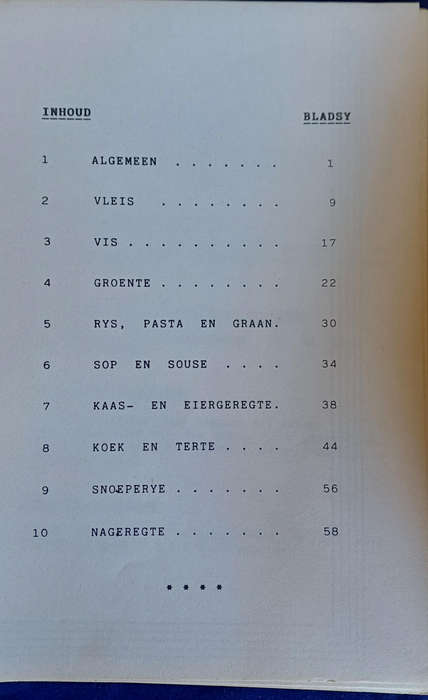 INHOUD BLADSY
1 ALGEMEEN . . . . . . . 1
2 VLEIS . . . . . . . . 9
3 VIS . . . . . . . . . . 17
4 GROENTE . . . . . . . . 22
5 RYS, PASTA EN GRAAN. 30
6 SOP EN SOUSE . . . . 34
7 KAAS- EN EIERGEREGTE. 38
8 KOEK EN TERTE . . . . 44
9 SNOEPERYE . . . . . . . 56
10 NAGEREGTE . . . . . . . 58
* * * *